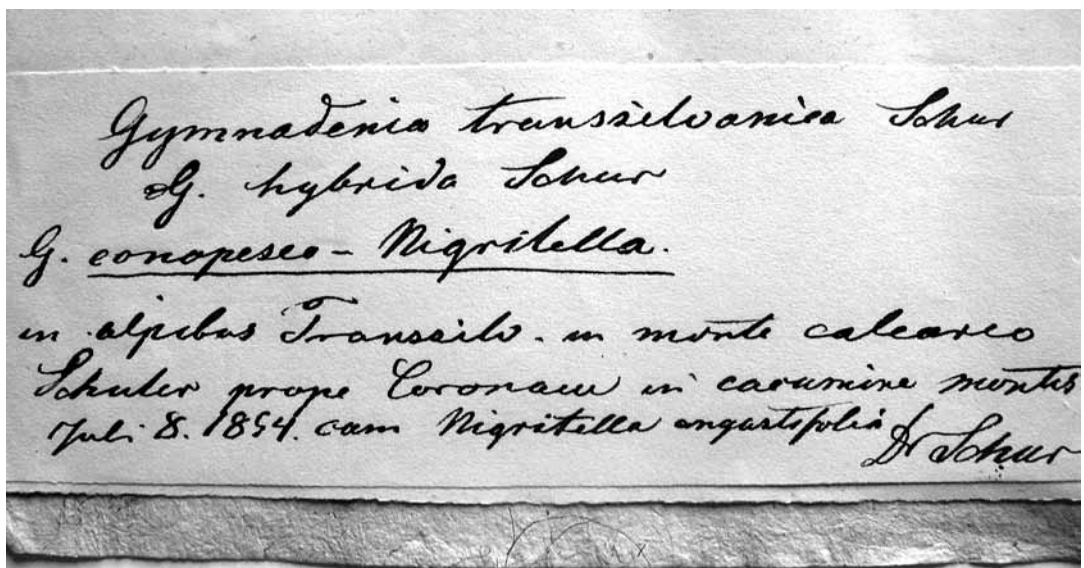 Gymnadenia transsilvanica Schur
G. hybrida Schur
G. conopseo - Nigritella.
in alpibus Transsilv. in monte calcareo
Schuler prope Coronam in cacumine montis
Juli 8. 1854. cum Nigritella angustifolia
Dr Schur